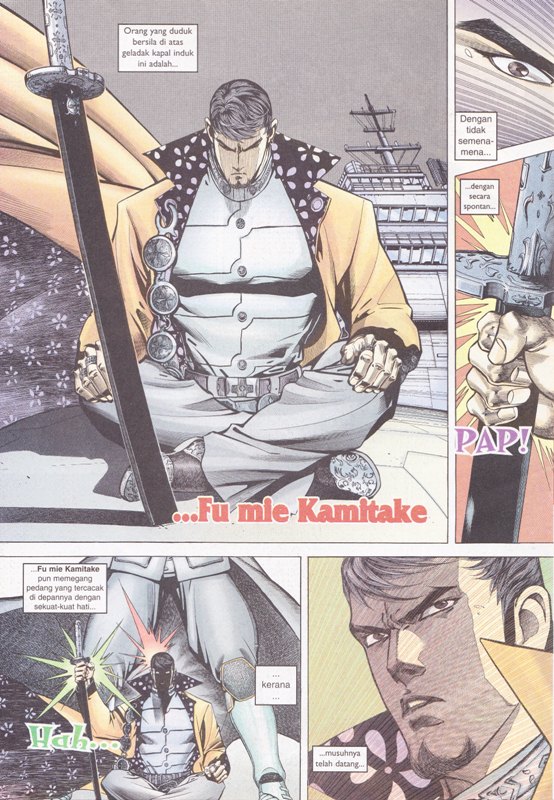 Orang yang duduk
bersila di atas
geladak kapal induk
ini adalah...
...Fu mie Kamitake
Dengan
tidak
semena-
mena...
...dengan
secara
spontan...
PAP!
...Fu mie Kamitake
pun memegang
pedang yang tercacak
di depannya dengan
sekuat-kuat hati...
Hah...
...
kerana
...
...musuhnya
telah datang...